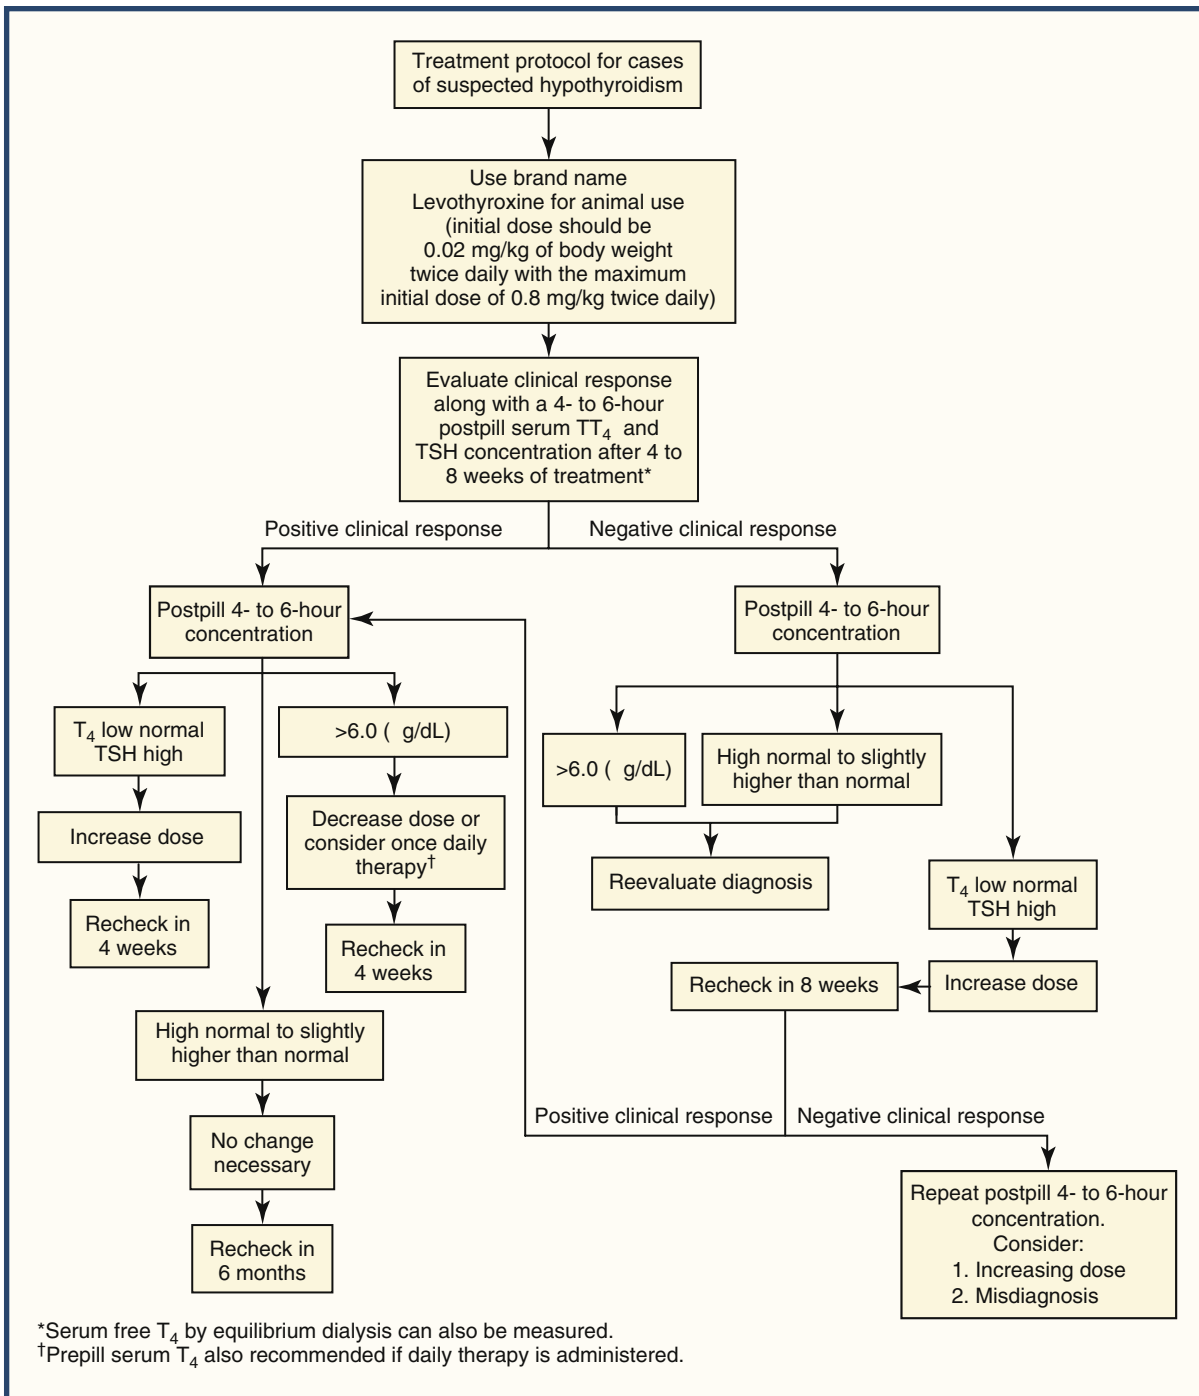 Treatment protocol for cases
of suspected hypothyroidism
Use brand name
Levothyroxine for animal use
(initial dose should be
0.02 mg/kg of body weight
twice daily with the maximum
initial dose of 0.8 mg/kg twice daily)
Evaluate clinical response
along with a 4- to 6-hour
postpill serum TT₄ and
TSH concentration after 4 to
8 weeks of treatment*
Positive clinical response
Negative clinical response
Postpill 4- to 6-hour
concentration
T₄ low normal
TSH high
Increase dose
Recheck in
4 weeks
>6.0 ( g/dL)
Decrease dose or
consider once daily
therapy†
Recheck in
4 weeks
High normal to slightly
higher than normal
No change
necessary
Recheck in
6 months
Postpill 4- to 6-hour
concentration
>6.0 ( g/dL)
High normal to slightly
higher than normal
Reevaluate diagnosis
T₄ low normal
TSH high
Increase dose
Recheck in 8 weeks
Positive clinical response
Negative clinical response
Repeat postpill 4- to 6-hour
concentration.
Consider:
1. Increasing dose
2. Misdiagnosis
*Serum free T₄ by equilibrium dialysis can also be measured.
†Prepill serum T₄ also recommended if daily therapy is administered.